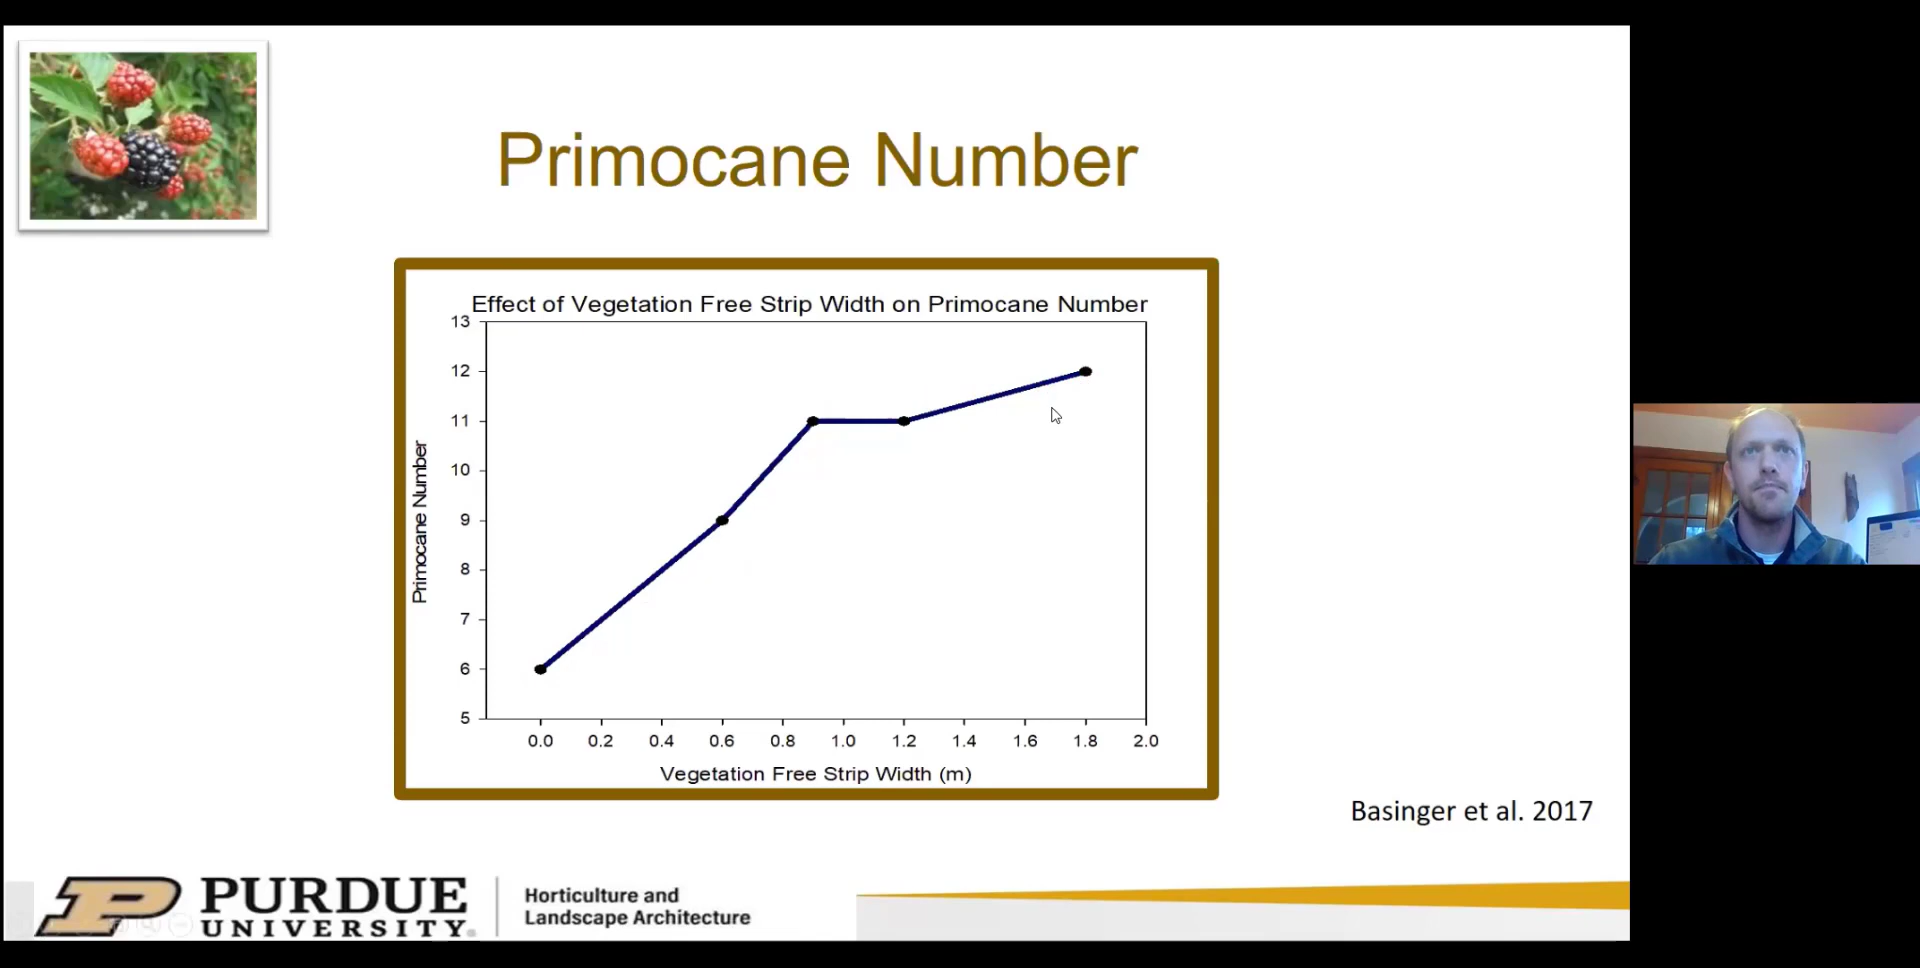 Primocane Number
Effect of Vegetation Free Strip Width on Primocane Number
13
12
11
10
9
8
7
6
5
Primocane Number
0.0 0.2 0.4 0.6 0.8 1.0 1.2 1.4 1.6 1.8 2.0
Vegetation Free Strip Width (m)
Basinger et al. 2017
P
PURDUE
UNIVERSITY®
Horticulture and
Landscape Architecture